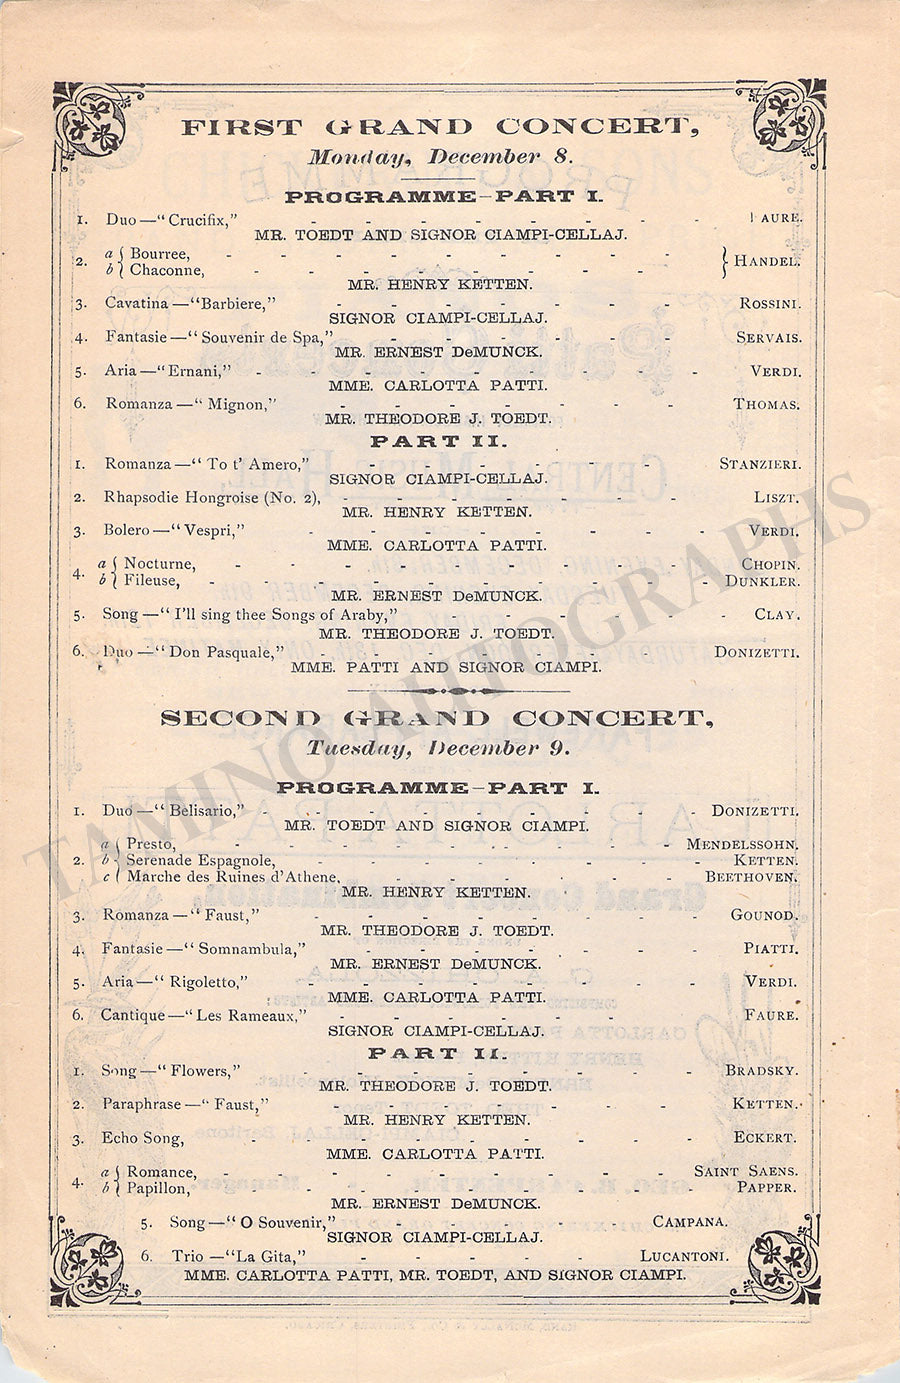 FIRST GRAND CONCERT,
Monday, December 8.
PROGRAMME—PART I.
1. Duo—"Crucifix," - - - - - - - - FAURE.
MR. TOEDT AND SIGNOR CIAMPI-CELLAJ.
2. a { Bourree, - - - - - - - - } HANDEL.
b { Chaconne, - - - - - - - -
MR. HENRY KETTEN.
3. Cavatina—"Barbiere," - - - - - - - ROSSINI.
SIGNOR CIAMPI-CELLAJ.
4. Fantasie—"Souvenir de Spa," - - - - - - SERVAIS.
MR. ERNEST DeMUNCK.
5. Aria—"Ernani," - - - - - - - - VERDI.
MME. CARLOTTA PATTI.
6. Romanza—"Mignon," - - - - - - - THOMAS.
MR. THEODORE J. TOEDT.
PART II.
1. Romanza—"To t' Amero," - - - - - - STANZIERI.
SIGNOR CIAMPI-CELLAJ.
2. Rhapsodie Hongroise (No. 2), - - - - - - LISZT.
MR. HENRY KETTEN.
3. Bolero—"Vespri," - - - - - - - VERDI.
MME. CARLOTTA PATTI.
4. a { Nocturne, - - - - - - - - CHOPIN.
b { Fileuse, - - - - - - - - DUNKLER.
MR. ERNEST DeMUNCK.
5. Song—"I'll sing thee Songs of Araby," - - - - - CLAY.
MR. THEODORE J. TOEDT.
6. Duo—"Don Pasquale," - - - - - - DONIZETTI.
MME. PATTI AND SIGNOR CIAMPI.
SECOND GRAND CONCERT,
Tuesday, December 9.
PROGRAMME—PART I.
1. Duo—"Belisario," - - - - - - - DONIZETTI.
MR. TOEDT AND SIGNOR CIAMPI.
2. a { Presto, - - - - - - - - MENDELSSOHN.
b { Serenade Espagnole, - - - - - - - KETTEN.
c { Marche des Ruines d'Athene, - - - - - - BEETHOVEN.
MR. HENRY KETTEN.
3. Romanza—"Faust," - - - - - - - GOUNOD.
MR. THEODORE J. TOEDT.
4. Fantasie—"Somnambula," - - - - - - PIATTI.
MR. ERNEST DeMUNCK.
5. Aria—"Rigoletto," - - - - - - - VERDI.
MME. CARLOTTA PATTI.
6. Cantique—"Les Rameaux," - - - - - - FAURE.
SIGNOR CIAMPI-CELLAJ.
PART II.
1. Song—"Flowers," - - - - - - - BRADSKY.
MR. THEODORE J. TOEDT.
2. Paraphrase—"Faust," - - - - - - - KETTEN.
MR. HENRY KETTEN.
3. Echo Song, - - - - - - - - ECKERT.
MME. CARLOTTA PATTI.
4. a { Romance, - - - - - - - - SAINT SAENS.
b { Papillon, - - - - - - - - PAPPER.
MR. ERNEST DeMUNCK.
5. Song—"O Souvenir," - - - - - - CAMPANA.
SIGNOR CIAMPI-CELLAJ.
6. Trio—"La Gita," - - - - - LUCANTONI.
MME. CARLOTTA PATTI, MR. TOEDT, AND SIGNOR CIAMPI.
TAMINO AUTOGRAPHS